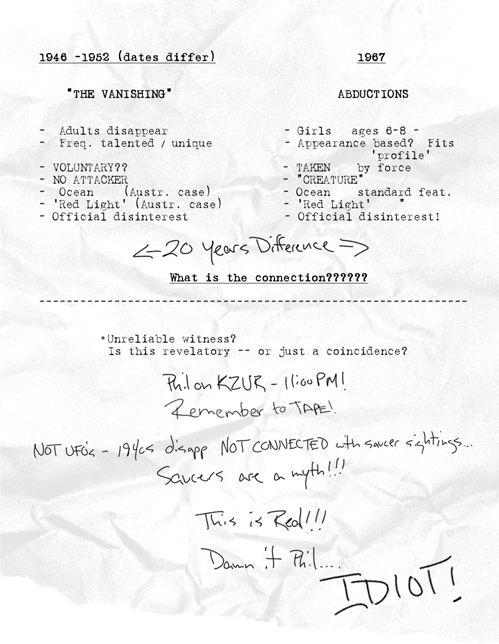 1946 -1952 (dates differ)
1967
"THE VANISHING"
ABDUCTIONS
- Adults disappear
- Freq. talented / unique
- VOLUNTARY??
- NO ATTACKER
- Ocean (Austr. case)
- 'Red Light' (Austr. case)
- Official disinterest
- Girls ages 6-8 -
- Appearance based? Fits
'profile'
- TAKEN by force
- "CREATURE"
- Ocean standard feat.
- 'Red Light' "
- Official disinterest!
<-20 Years Difference =>
What is the connection??????
*Unreliable witness?
Is this revelatory -- or just a coincidence?
Phil on KZUR - 11:00 PM!
Remember to TAPE!
NOT UFO's - 1940s disapp NOT CONNECTED with saucer sightings...
Saucers are a myth!!!
This is Real!!!
Damn it Phil....
IDIOT!